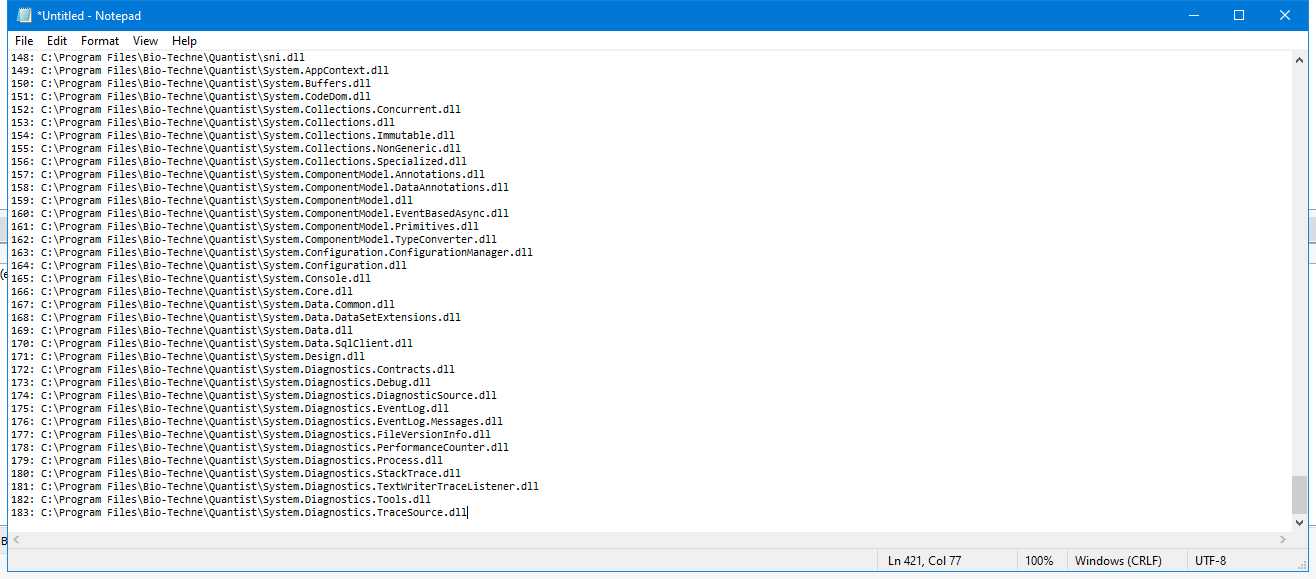 *Untitled - Notepad
File Edit Format View Help
148: C:\Program Files\Bio-Techne\Quantist\sni.dll
149: C:\Program Files\Bio-Techne\Quantist\System.AppContext.dll
150: C:\Program Files\Bio-Techne\Quantist\System.Buffers.dll
151: C:\Program Files\Bio-Techne\Quantist\System.CodeDom.dll
152: C:\Program Files\Bio-Techne\Quantist\System.Collections.Concurrent.dll
153: C:\Program Files\Bio-Techne\Quantist\System.Collections.dll
154: C:\Program Files\Bio-Techne\Quantist\System.Collections.Immutable.dll
155: C:\Program Files\Bio-Techne\Quantist\System.Collections.NonGeneric.dll
156: C:\Program Files\Bio-Techne\Quantist\System.Collections.Specialized.dll
157: C:\Program Files\Bio-Techne\Quantist\System.ComponentModel.Annotations.dll
158: C:\Program Files\Bio-Techne\Quantist\System.ComponentModel.DataAnnotations.dll
159: C:\Program Files\Bio-Techne\Quantist\System.ComponentModel.dll
160: C:\Program Files\Bio-Techne\Quantist\System.ComponentModel.EventBasedAsync.dll
161: C:\Program Files\Bio-Techne\Quantist\System.ComponentModel.Primitives.dll
162: C:\Program Files\Bio-Techne\Quantist\System.ComponentModel.TypeConverter.dll
163: C:\Program Files\Bio-Techne\Quantist\System.Configuration.ConfigurationManager.dll
164: C:\Program Files\Bio-Techne\Quantist\System.Configuration.dll
165: C:\Program Files\Bio-Techne\Quantist\System.Console.dll
166: C:\Program Files\Bio-Techne\Quantist\System.Core.dll
167: C:\Program Files\Bio-Techne\Quantist\System.Data.Common.dll
168: C:\Program Files\Bio-Techne\Quantist\System.Data.DataSetExtensions.dll
169: C:\Program Files\Bio-Techne\Quantist\System.Data.dll
170: C:\Program Files\Bio-Techne\Quantist\System.Data.SqlClient.dll
171: C:\Program Files\Bio-Techne\Quantist\System.Design.dll
172: C:\Program Files\Bio-Techne\Quantist\System.Diagnostics.Contracts.dll
173: C:\Program Files\Bio-Techne\Quantist\System.Diagnostics.Debug.dll
174: C:\Program Files\Bio-Techne\Quantist\System.Diagnostics.DiagnosticSource.dll
175: C:\Program Files\Bio-Techne\Quantist\System.Diagnostics.EventLog.dll
176: C:\Program Files\Bio-Techne\Quantist\System.Diagnostics.EventLog.Messages.dll
177: C:\Program Files\Bio-Techne\Quantist\System.Diagnostics.FileVersionInfo.dll
178: C:\Program Files\Bio-Techne\Quantist\System.Diagnostics.PerformanceCounter.dll
179: C:\Program Files\Bio-Techne\Quantist\System.Diagnostics.Process.dll
180: C:\Program Files\Bio-Techne\Quantist\System.Diagnostics.StackTrace.dll
181: C:\Program Files\Bio-Techne\Quantist\System.Diagnostics.TextWriterTraceListener.dll
182: C:\Program Files\Bio-Techne\Quantist\System.Diagnostics.Tools.dll
183: C:\Program Files\Bio-Techne\Quantist\System.Diagnostics.TraceSource.dll
Ln 421, Col 77 100% Windows (CRLF) UTF-8